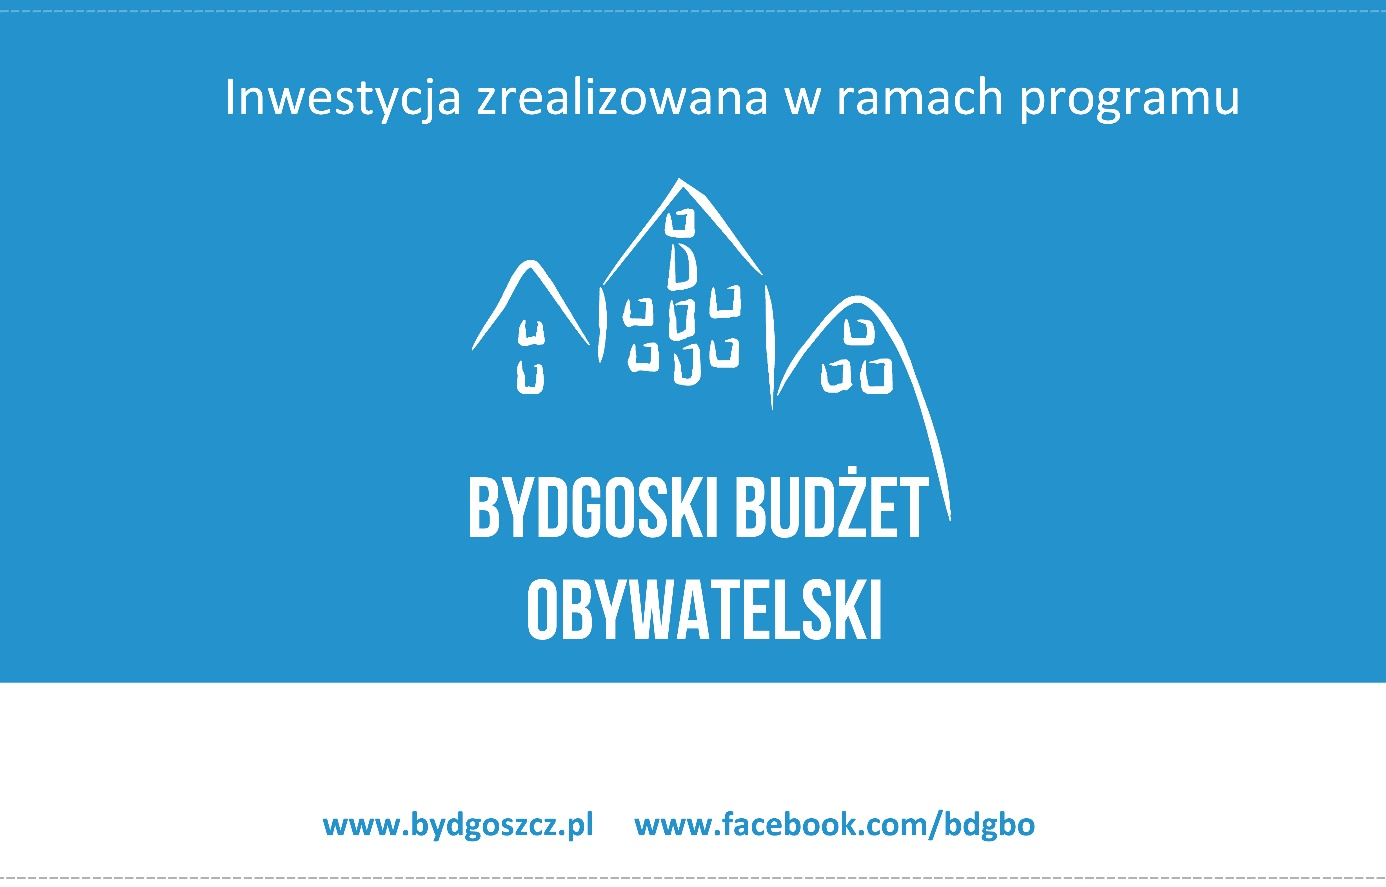 Inwestycja zrealizowana w ramach programu
BYDGOSKI BUDŻET
OBYWATELSKI
www.bydgoszcz.pl www.facebook.com/bdgbo